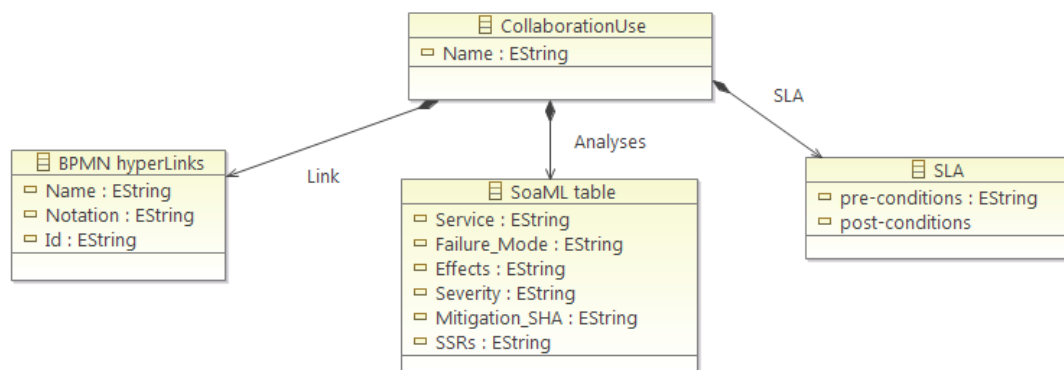 CollaborationUse
Name : EString
SLA
Analyses
Link
BPMN hyperLinks
Name : EString
Notation : EString
Id : EString
SoaML table
Service : EString
Failure_Mode : EString
Effects : EString
Severity : EString
Mitigation_SHA : EString
SSRs : EString
SLA
pre-conditions : EString
post-conditions